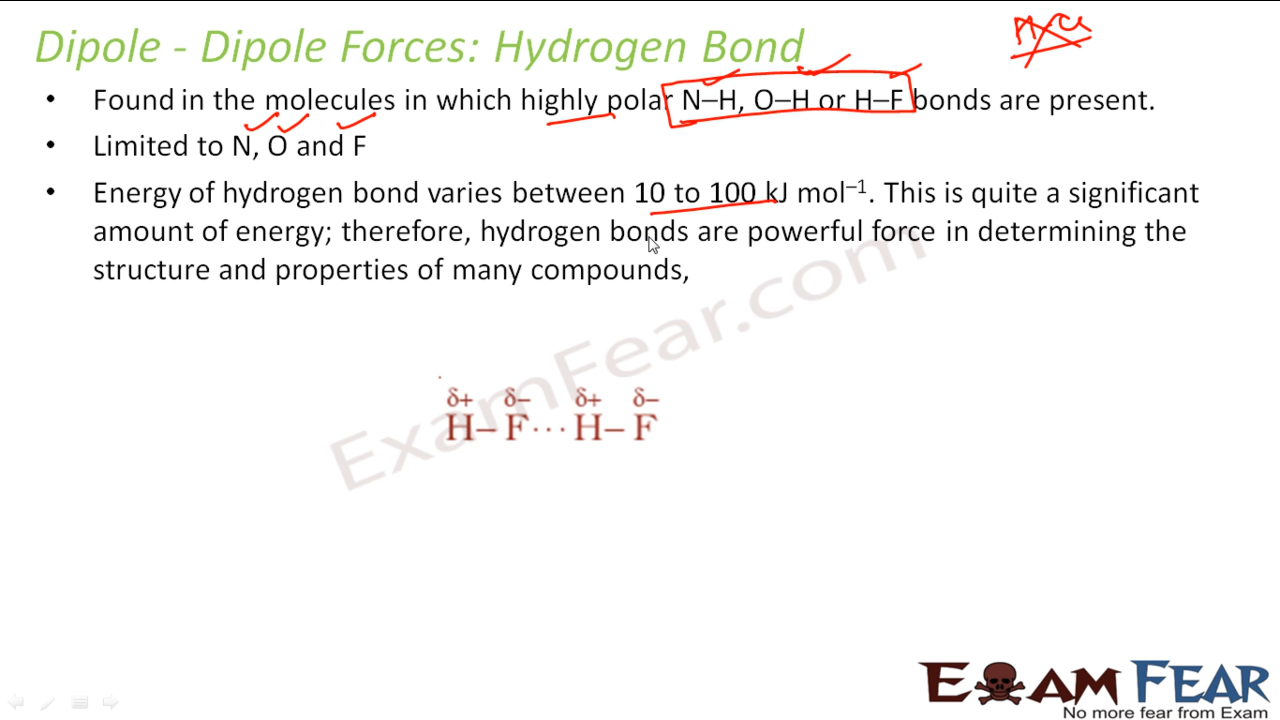 Dipole - Dipole Forces: Hydrogen Bond
HCl
• Found in the molecules in which highly polar N–H, O–H or H–F bonds are present.
• Limited to N, O and F
• Energy of hydrogen bond varies between 10 to 100 kJ mol⁻¹. This is quite a significant
amount of energy; therefore, hydrogen bonds are powerful force in determining the
structure and properties of many compounds,
ExamFear.com
δ+ δ– δ+ δ–
H – F ··· H – F
EXAM FEAR
No more fear from Exam